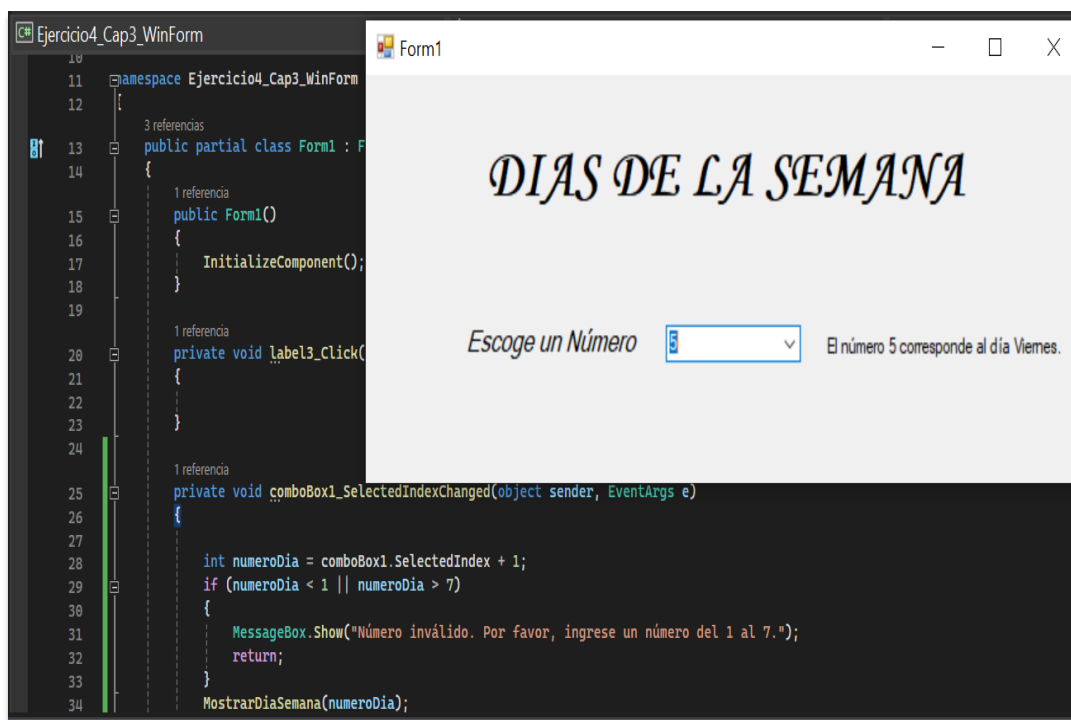 Ejercicio4_Cap3_WinForm
10
11 namespace Ejercicio4_Cap3_WinForm
12 {
3 referencias
13 public partial class Form1 : F
14 {
1 referencia
15 public Form1()
16 {
17 InitializeComponent();
18 }
19
1 referencia
20 private void label3_Click(
21 {
22
23 }
24
1 referencia
25 private void comboBox1_SelectedIndexChanged(object sender, EventArgs e)
26 {
27
28 int numeroDia = comboBox1.SelectedIndex + 1;
29 if (numeroDia < 1 || numeroDia > 7)
30 {
31 MessageBox.Show("Número inválido. Por favor, ingrese un número del 1 al 7.");
32 return;
33 }
34 MostrarDiaSemana(numeroDia);
Form1
DIAS DE LA SEMANA
Escoge un Número 5 El número 5 corresponde al día Viernes.